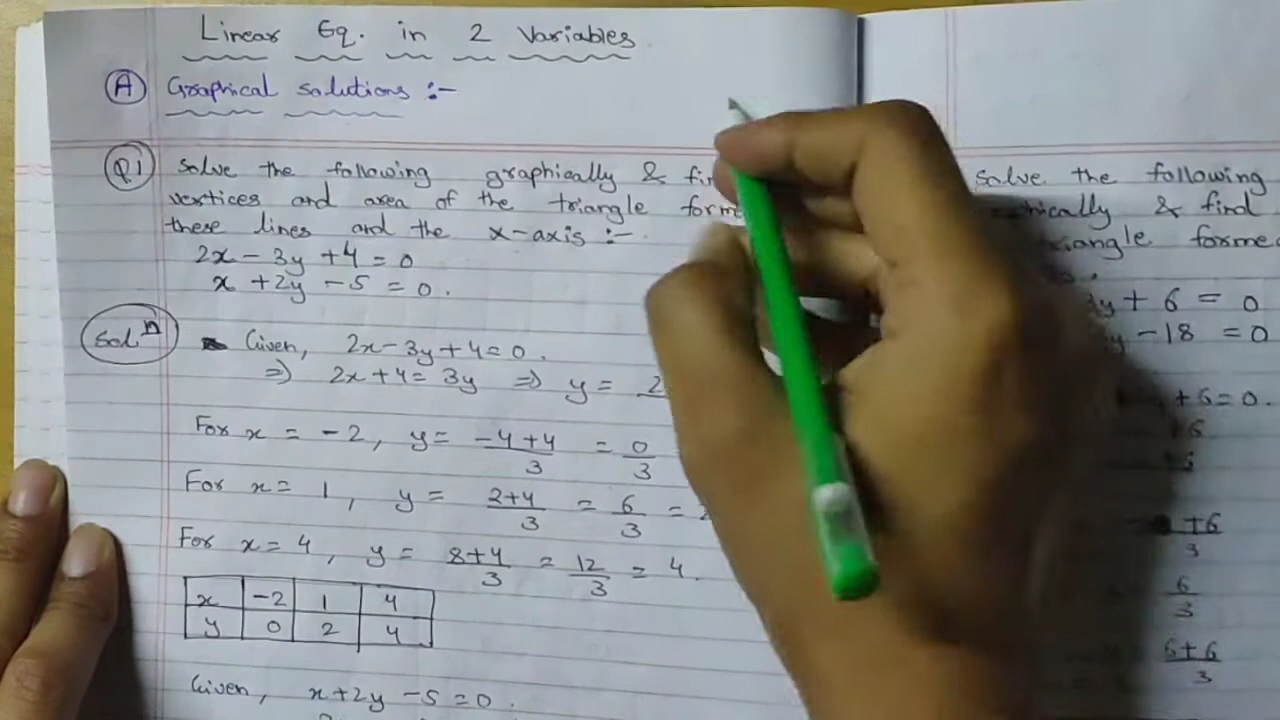 Linear Eq. in 2 Variables
A Graphical solutions :-
Q1 Solve the following graphically &
vertices and area of the triangle
these lines and the x-axis :-
2x - 3y + 4 = 0
x + 2y - 5 = 0.
Solⁿ Given, 2x - 3y + 4 = 0.
⇒ 2x + 4 = 3y ⇒ y = 2
For x = -2, y = -4+4/3 = 0/3
For x = 1, y = 2+4/3 = 6/3 =
For x = 4, y = 8+4/3 = 12/3 = 4.
x -2 1 4
y 0 2 4
Given, x + 2y - 5 = 0.
solve the following
& find
forme
y + 6 = 0
y - 18 = 0
+ 6 = 0.
+6
+6/3
6/3
6+6/3